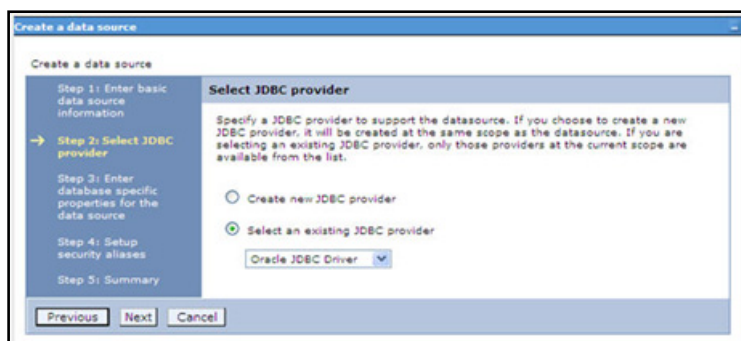 Create a data source
Create a data source
Step 1: Enter basic
data source
information
Step 2: Select JDBC
provider
Step 3: Enter
database specific
properties for the
data source
Step 4: Setup
security aliases
Step 5: Summary
Select JDBC provider
Specify a JDBC provider to support the datasource. If you choose to create a new
JDBC provider, it will be created at the same scope as the datasource. If you are
selecting an existing JDBC provider, only those providers at the current scope are
available from the list.
Create new JDBC provider
Select an existing JDBC provider
Oracle JDBC Driver
Previous Next Cancel